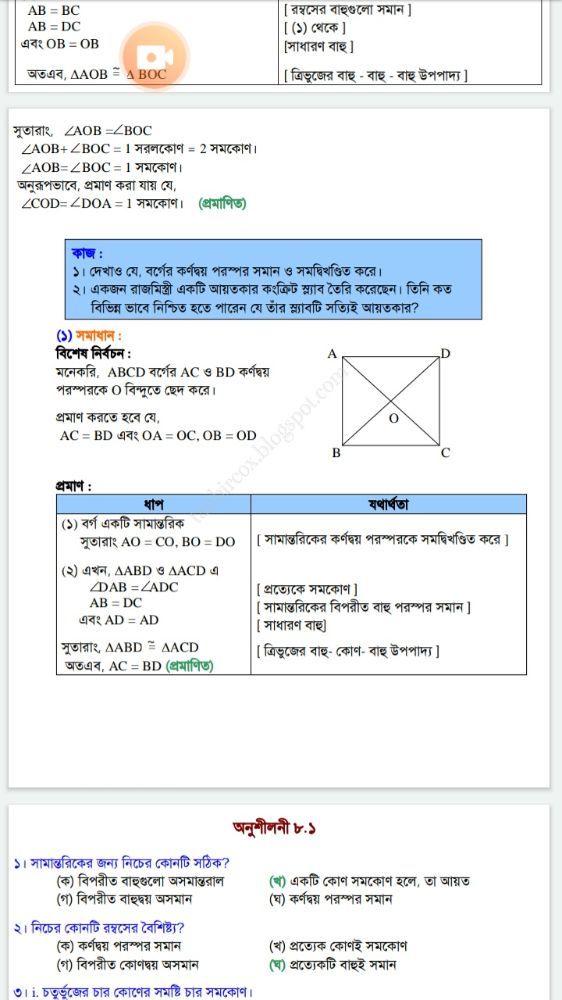 AB = BC [ রম্বসের বাহুগুলো সমান ]
AB = DC [ (১) থেকে ]
এবং OB = OB [সাধারণ বাহু ]
অতএব, ΔAOB ≅ Δ BOC [ ত্রিভুজের বাহু - বাহু - বাহু উপপাদ্য ]
সুতারাং, ∠AOB =∠BOC
∠AOB+∠BOC = 1 সরলকোণ = 2 সমকোণ।
∠AOB=∠BOC = 1 সমকোণ।
অনুরূপভাবে, প্রমাণ করা যায় যে,
∠COD=∠DOA = 1 সমকোণ। (প্রমাণিত)
কাজ :
১। দেখাও যে, বর্গের কর্ণদ্বয় পরস্পর সমান ও সমদ্বিখণ্ডিত করে।
২। একজন রাজমিস্ত্রী একটি আয়তকার কংক্রিট স্ল্যাব তৈরি করেছেন। তিনি কত
বিভিন্ন ভাবে নিশ্চিত হতে পারেন যে তাঁর স্ল্যাবটি সত্যিই আয়তকার?
(১) সমাধান :
বিশেষ নির্বচন :
মনেকরি, ABCD বর্গের AC ও BD কর্ণদ্বয়
পরস্পরকে O বিন্দুতে ছেদ করে।
প্রমাণ করতে হবে যে,
AC = BD এবং OA = OC, OB = OD
A D
O
B C
প্রমাণ :
ধাপ যথার্থতা
(১) বর্গ একটি সামান্তরিক
সুতারাং AO = CO, BO = DO [ সামান্তরিকের কর্ণদ্বয় পরস্পরকে সমদ্বিখণ্ডিত করে ]
(২) এখন, ΔABD ও ΔACD এ
∠DAB =∠ADC [ প্রত্যেকে সমকোণ ]
AB = DC [ সামান্তরিকের বিপরীত বাহু পরস্পর সমান ]
এবং AD = AD [ সাধারণ বাহু]
সুতারাং, ΔABD ≅ ΔACD [ ত্রিভুজের বাহু- কোণ- বাহু উপপাদ্য ]
অতএব, AC = BD (প্রমাণিত)
অনুশীলনী ৮.১
১। সামান্তরিকের জন্য নিচের কোনটি সঠিক?
(ক) বিপরীত বাহুগুলো অসমান্তরাল (খ) একটি কোণ সমকোণ হলে, তা আয়ত
(গ) বিপরীত বাহুদ্বয় অসমান (ঘ) কর্ণদ্বয় পরস্পর সমান
২। নিচের কোনটি রম্বসের বৈশিষ্ট্য?
(ক) কর্ণদ্বয় পরস্পর সমান (খ) প্রত্যেক কোণই সমকোণ
(গ) বিপরীত কোণদ্বয় অসমান (ঘ) প্রত্যেকটি বাহুই সমান
৩। i. চতুর্ভুজের চার কোণের সমষ্টি চার সমকোণ।